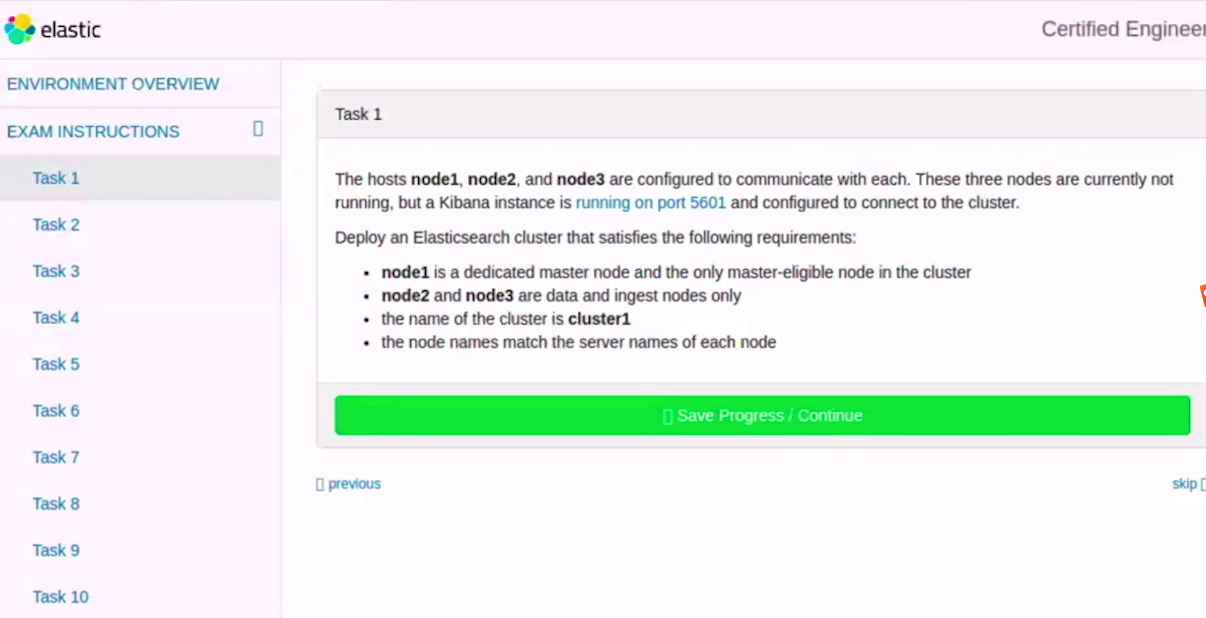 elastic
Certified Engineer
ENVIRONMENT OVERVIEW
EXAM INSTRUCTIONS
Task 1
Task 2
Task 3
Task 4
Task 5
Task 6
Task 7
Task 8
Task 9
Task 10
Task 1
The hosts node1, node2, and node3 are configured to communicate with each. These three nodes are currently not
running, but a Kibana instance is running on port 5601 and configured to connect to the cluster.
Deploy an Elasticsearch cluster that satisfies the following requirements:
• node1 is a dedicated master node and the only master-eligible node in the cluster
• node2 and node3 are data and ingest nodes only
• the name of the cluster is cluster1
• the node names match the server names of each node
Save Progress / Continue
previous
skip